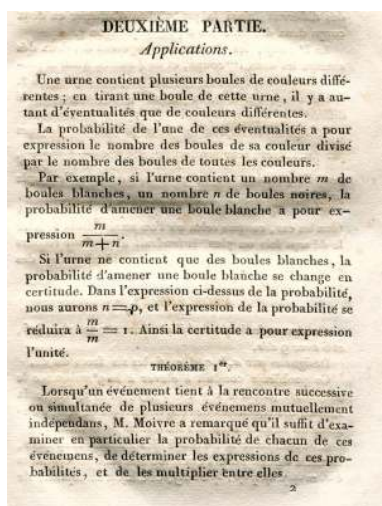 DEUXIÈME PARTIE.
Applications.
Une urne contient plusieurs boules de couleurs diffé-
rentes ; en tirant une boule de cette urne, il y a au-
tant d'éventualités que de couleurs différentes.
La probabilité de l'une de ces éventualités a pour
expression le nombre des boules de sa couleur divisé
par le nombre des boules de toutes les couleurs.
Par exemple, si l'urne contient un nombre m de
boules blanches, un nombre n de boules noires, la
probabilité d'amener une boule blanche a pour ex-
pression m/(m+n).
Si l'urne ne contient que des boules blanches, la
probabilité d'amener une boule blanche se change en
certitude. Dans l'expression ci-dessus de la probabilité,
nous aurons n=p, et l'expression de la probabilité se
réduira à m/m = 1. Ainsi la certitude a pour expression
l'unité.
THÉORÈME Ier.
Lorsqu'un événement tient à la rencontre successive
ou simultanée de plusieurs événemens mutuellement
indépendans, M. Moivre a remarqué qu'il suffit d'exa-
miner en particulier la probabilité de chacun de ces
événemens, de déterminer les expressions de ces pro-
babilités, et de les multiplier entre elles.
2